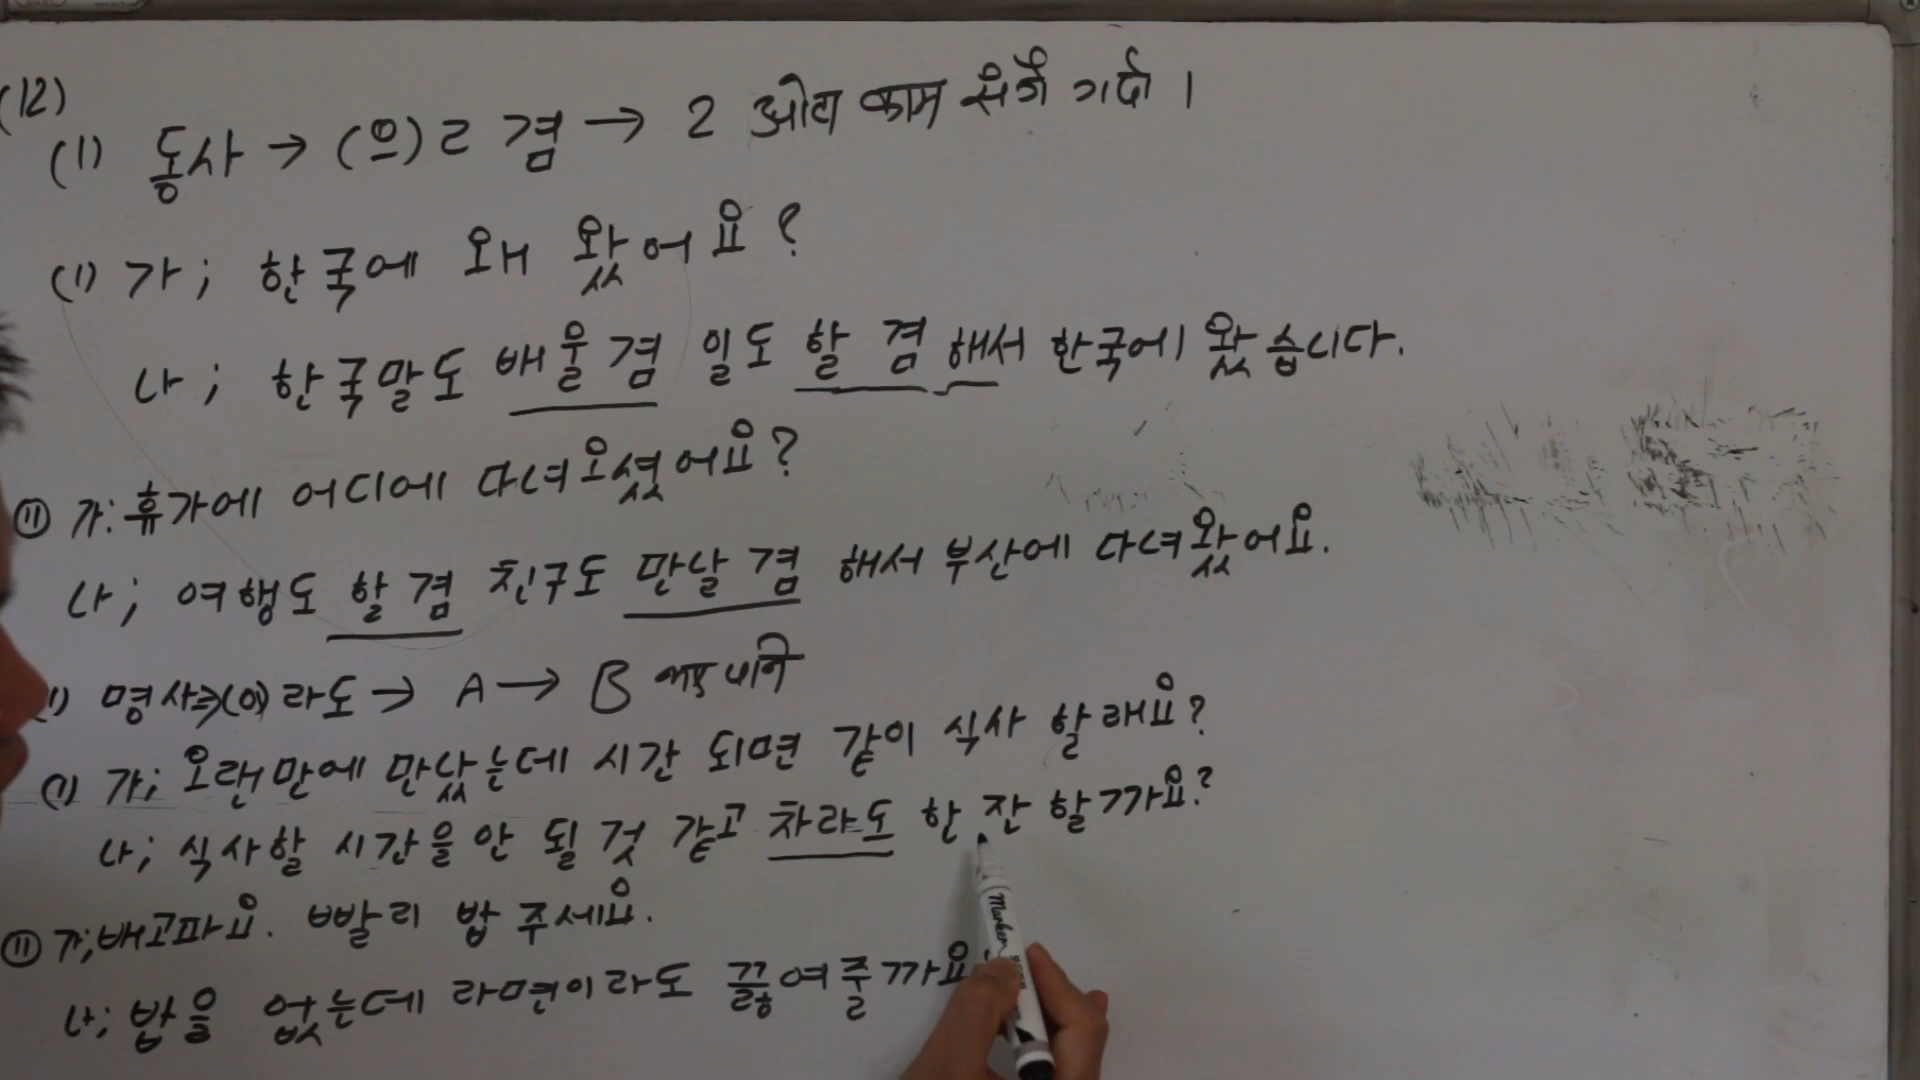 (12)
(1) 동사 → (으)ㄹ 겸 → 2 ओटा काम संगै गर्दा ।
(1) 가; 한국에 왜 왔어요?
나; 한국말도 배울 겸 일도 할 겸 해서 한국에 왔습니다.
(11) 가: 휴가에 어디에 다녀오셨어요?
나; 여행도 할 겸 친구도 만날 겸 해서 부산에 다녀왔어요.
1) 명사 (이)라도 → A → B भए पनि
(1) 가; 오랜만에 만났는데 시간 되면 같이 식사 할래요?
나; 식사할 시간을 안 될 것 같고 차라도 한 잔 할까요?
(11) 가; 배고파요. 빨리 밥 주세요.
나; 밥을 없는데 라면이라도 끓여줄까요
Marker